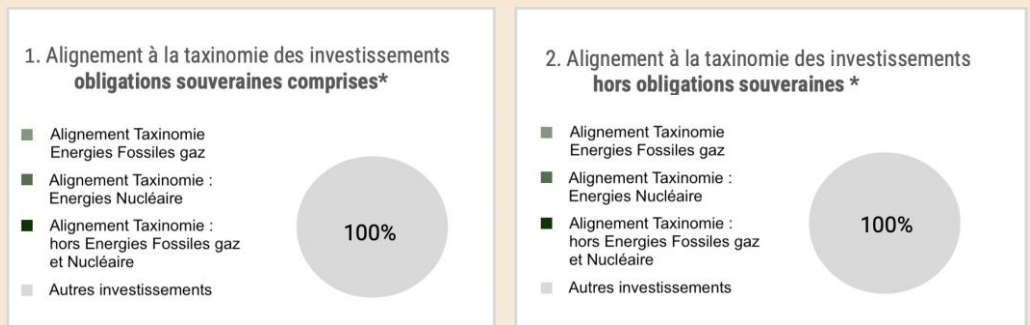 1. Alignement à la taxinomie des investissements
obligations souveraines comprises*
Alignement Taxinomie
Energies Fossiles gaz
Alignement Taxinomie :
Energies Nucléaire
Alignement Taxinomie :
hors Energies Fossiles gaz
et Nucléaire
Autres investissements
100%
2. Alignement à la taxinomie des investissements
hors obligations souveraines *
Alignement Taxinomie
Energies Fossiles gaz
Alignement Taxinomie :
Energies Nucléaire
Alignement Taxinomie :
hors Energies Fossiles gaz
et Nucléaire
Autres investissements
100%